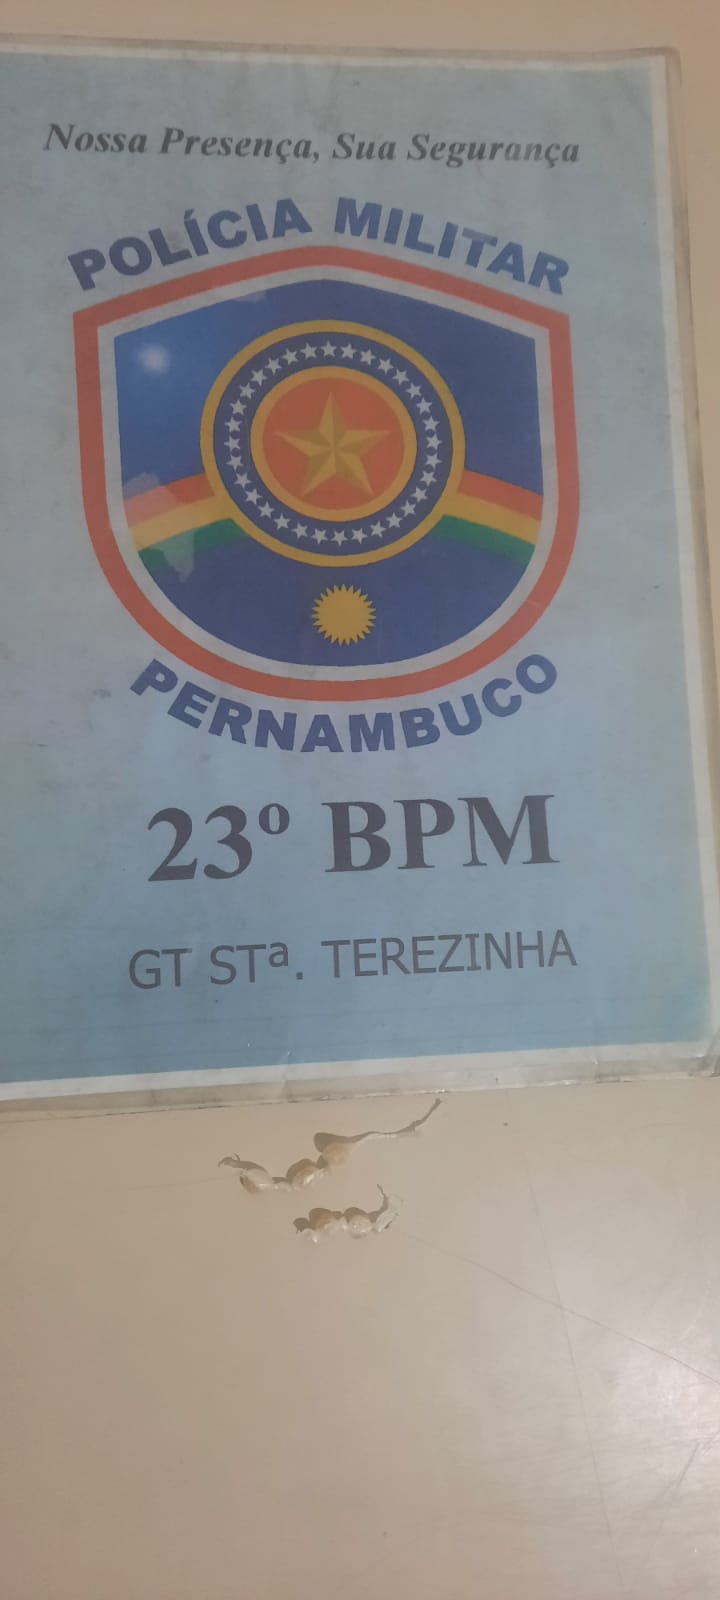 Nossa Presença, Sua Segurança
POLÍCIA MILITAR
PERNAMBUCO
23º BPM
GT STª. TEREZINHA